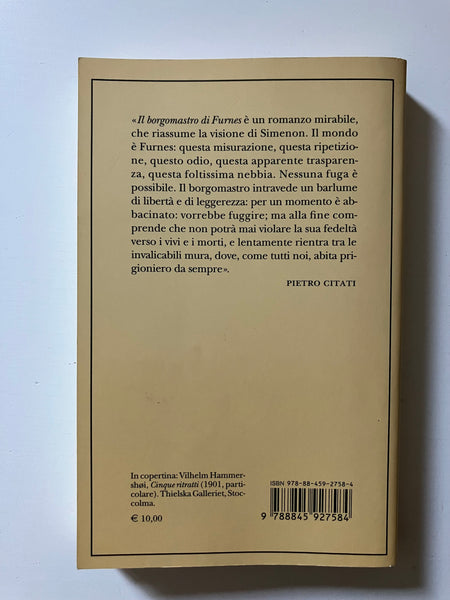 «Il borgomastro di Furnes è un romanzo mirabile,
che riassume la visione di Simenon. Il mondo
è Furnes: questa misurazione, questa ripetizio-
ne, questo odio, questa apparente trasparen-
za, questa foltissima nebbia. Nessuna fuga è
possibile. Il borgomastro intravede un barlume
di libertà e di leggerezza: per un momento è ab-
bacinato: vorrebbe fuggire; ma alla fine com-
prende che non potrà mai violare la sua fedeltà
verso i vivi e i morti, e lentamente rientra tra le
invalicabili mura, dove, come tutti noi, abita pri-
gioniero da sempre».
PIETRO CITATI
In copertina: Vilhelm Hammer-
shøi, Cinque ritratti (1901, parti-
colare). Thielska Galleriet, Stoc-
colma.
€ 10,00
ISBN 978-88-459-2758-4
9 788845 927584